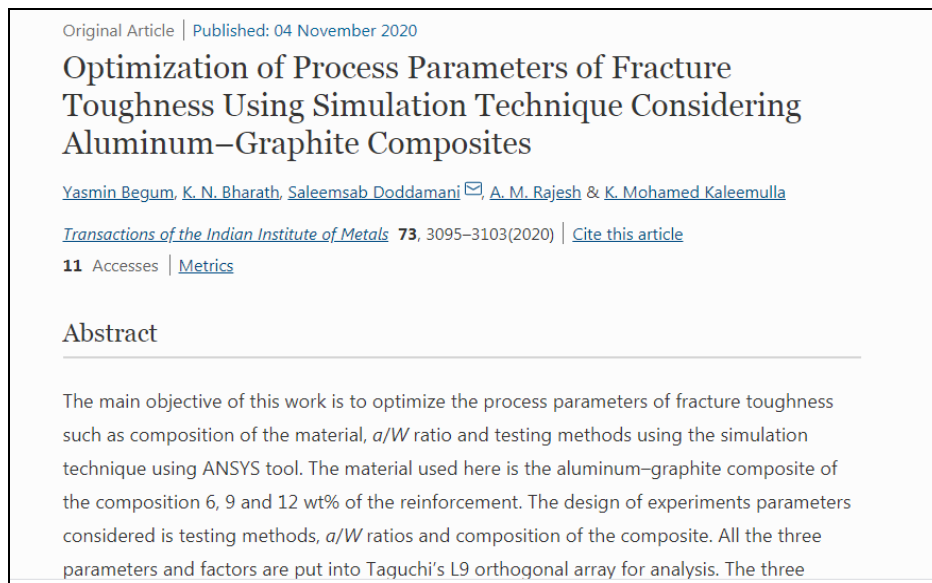 Original Article | Published: 04 November 2020
Optimization of Process Parameters of Fracture
Toughness Using Simulation Technique Considering
Aluminum–Graphite Composites
Yasmin Begum, K. N. Bharath, Saleemsab Doddamani, A. M. Rajesh & K. Mohamed Kaleemulla
Transactions of the Indian Institute of Metals 73, 3095–3103(2020) | Cite this article
11 Accesses | Metrics
Abstract
The main objective of this work is to optimize the process parameters of fracture toughness
such as composition of the material, a/W ratio and testing methods using the simulation
technique using ANSYS tool. The material used here is the aluminum–graphite composite of
the composition 6, 9 and 12 wt% of the reinforcement. The design of experiments parameters
considered is testing methods, a/W ratios and composition of the composite. All the three
parameters and factors are put into Taguchi's L9 orthogonal array for analysis. The three